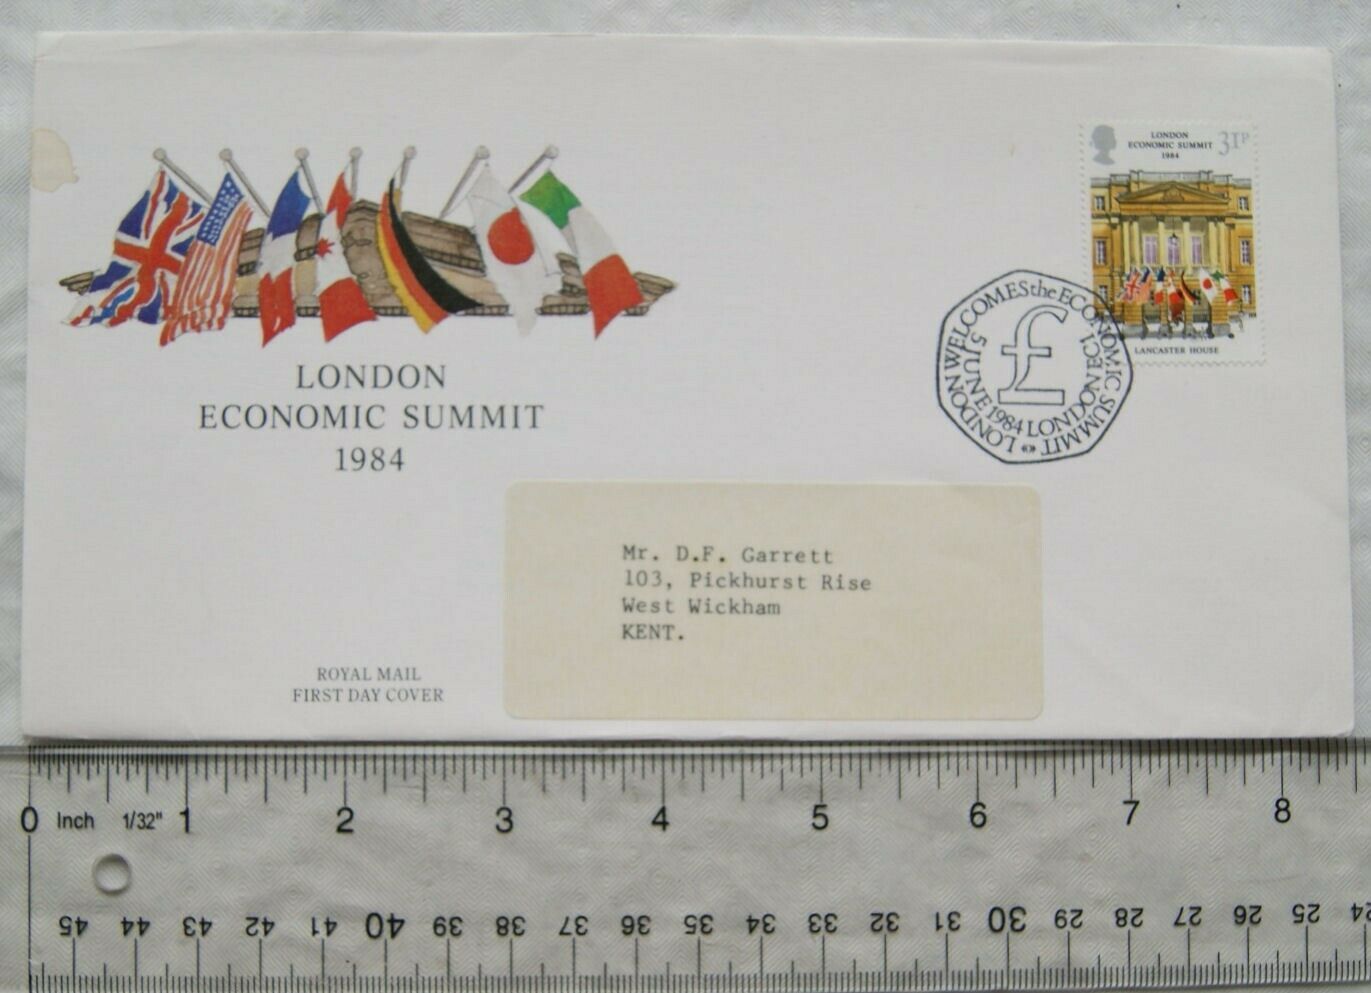 LONDON
ECONOMIC SUMMIT
1984
31P
LANCASTER HOUSE
LONDON WELCOMES the ECONOMIC SUMMIT
5 JUNE 1984 LONDON EC1
£
LONDON
ECONOMIC SUMMIT
1984
Mr. D.F. Garrett
103, Pickhurst Rise
West Wickham
KENT.
ROYAL MAIL
FIRST DAY COVER
0 Inch 1/32" 1 2 3 4 5 6 7 8
45 44 43 42 41 40 39 38 37 36 35 34 33 32 31 30 29 28 27 26 25 24